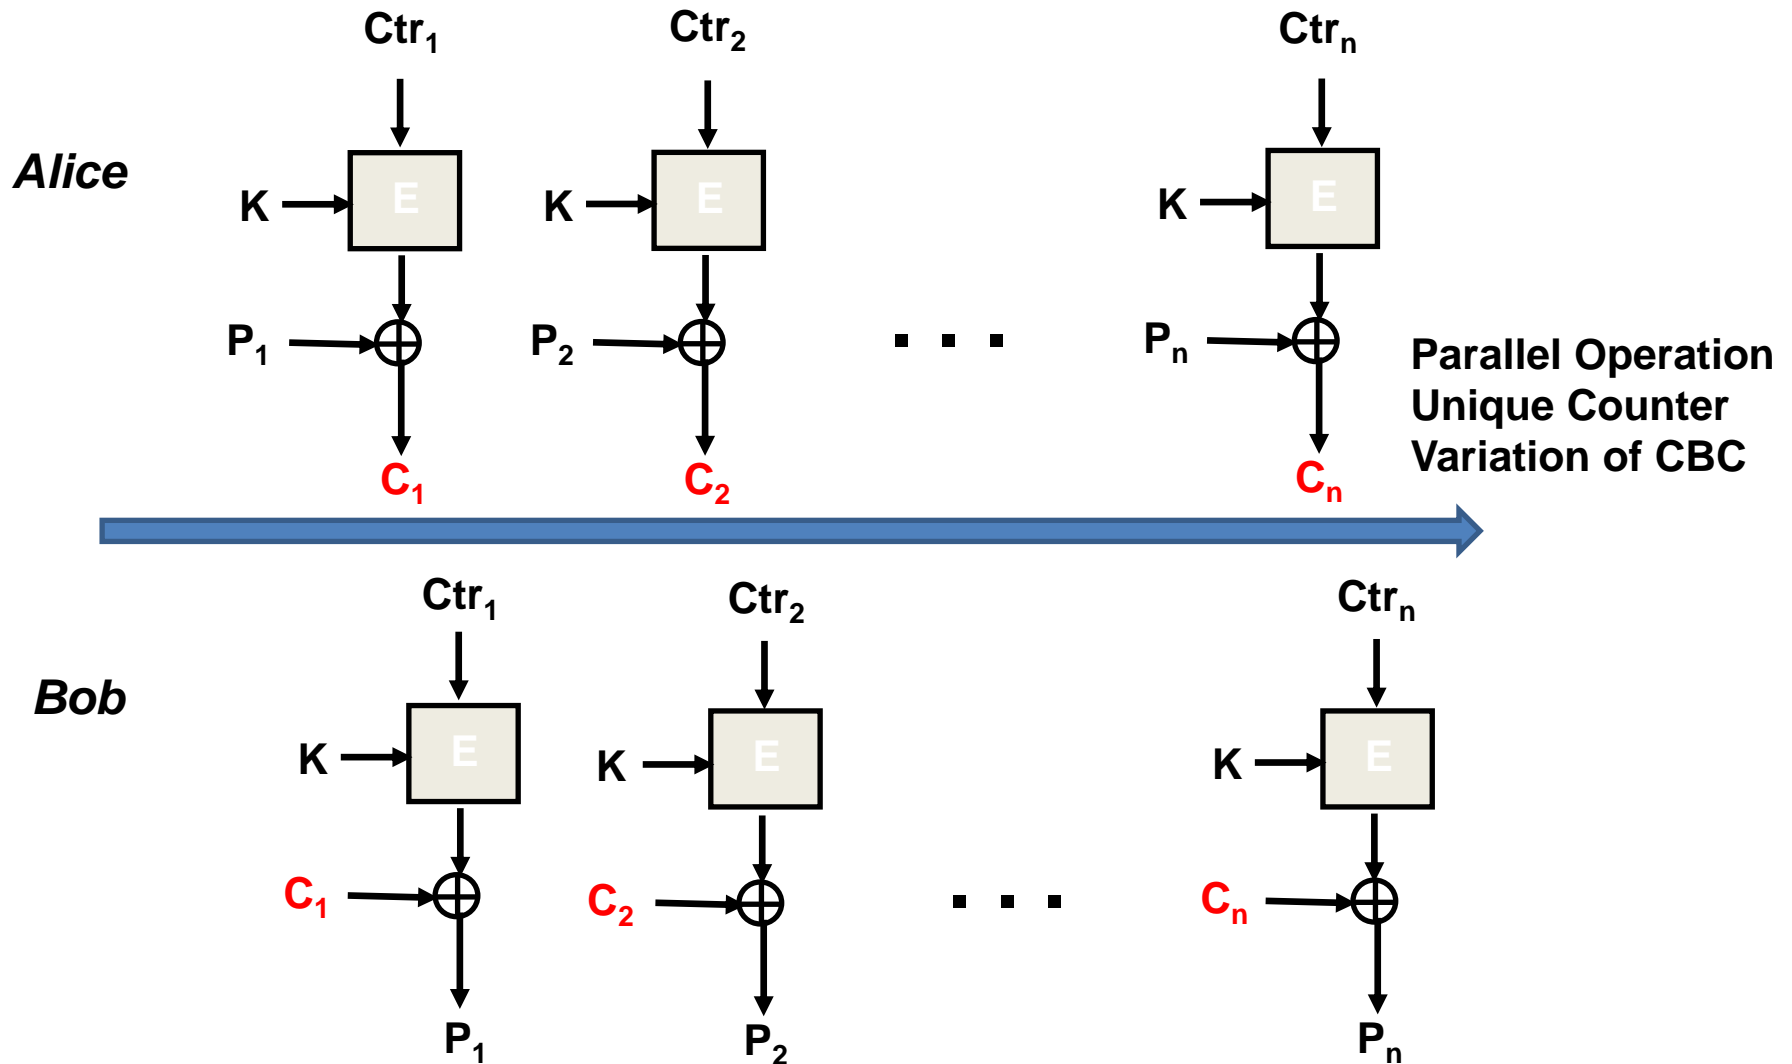 Ctr₁ Ctr₂ Ctrₙ
Alice
K E K E K E
P₁ P₂ . . . Pₙ
Parallel Operation
Unique Counter
Variation of CBC
C₁ C₂ Cₙ
Ctr₁ Ctr₂ Ctrₙ
Bob
K E K E K E
C₁ C₂ . . . Cₙ
P₁ P₂ Pₙ